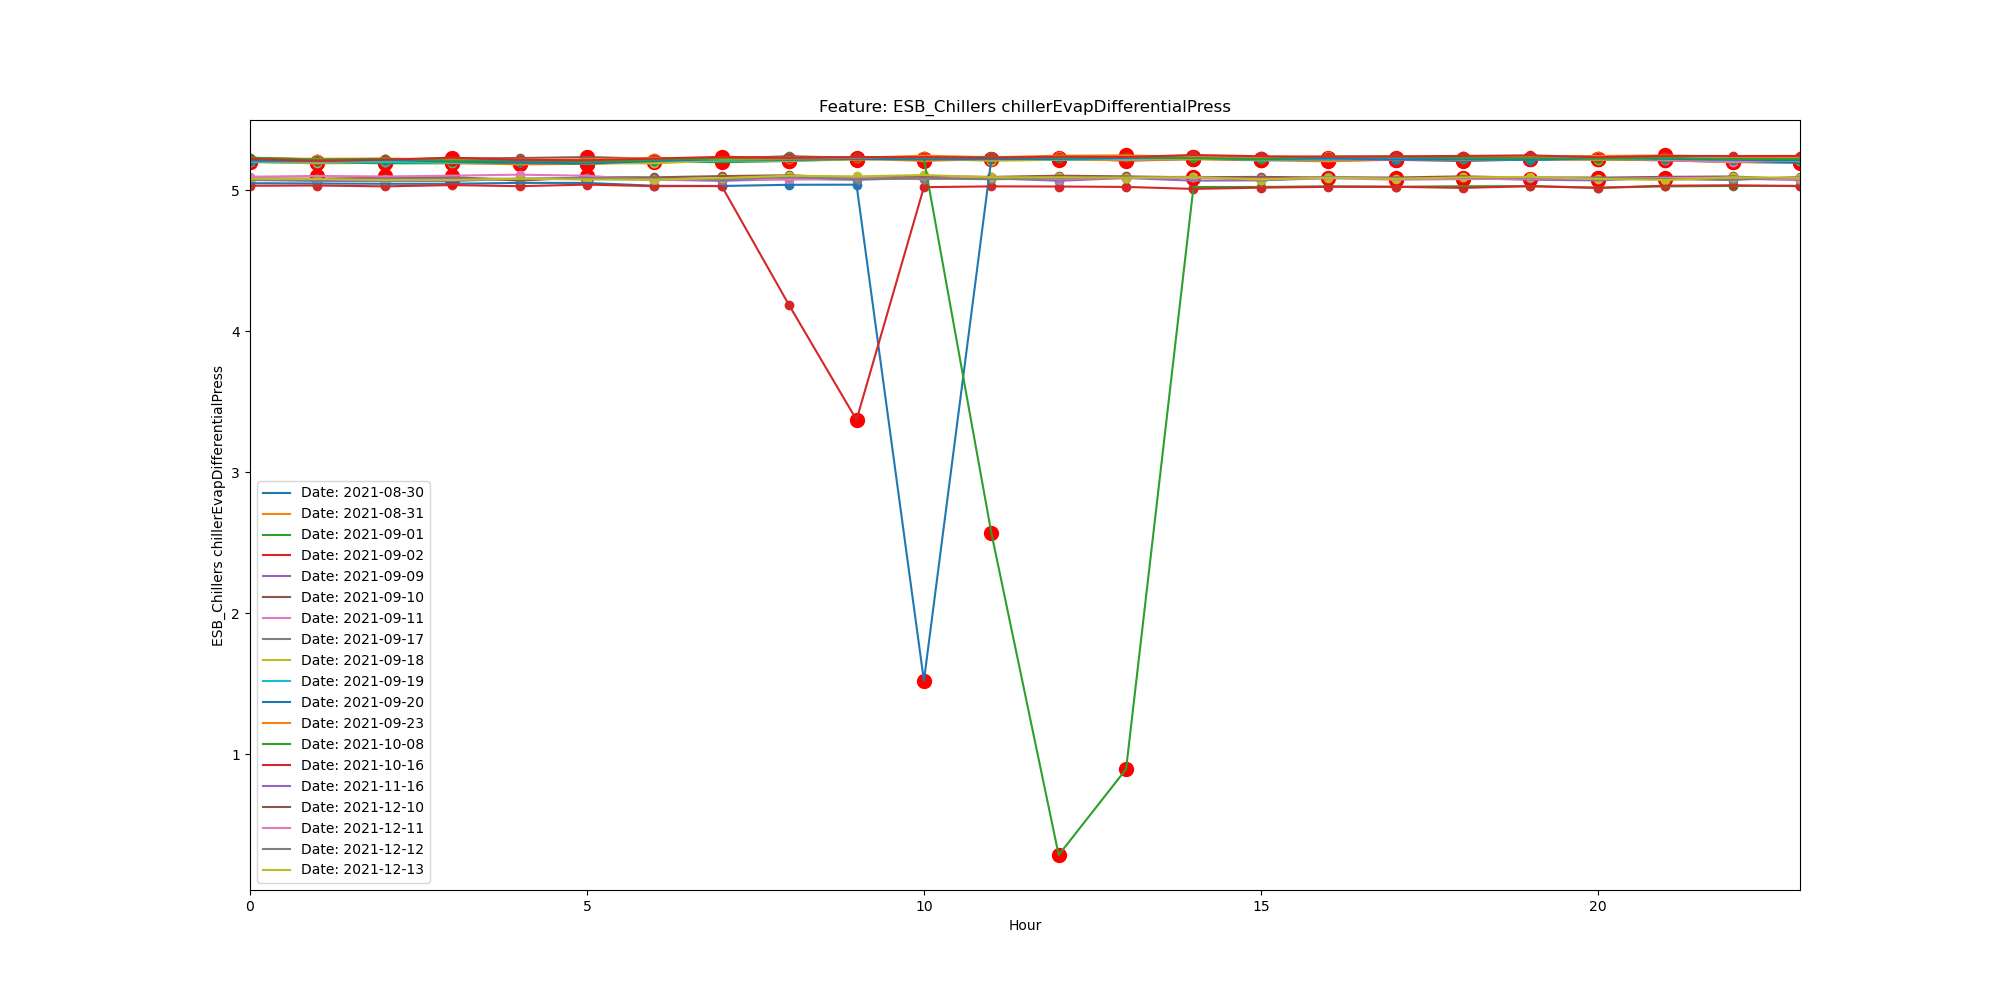 Feature: ESB_Chillers chillerEvapDifferentialPress
ESB_Chillers chillerEvapDifferentialPress
5
4
3
2
1
Date: 2021-08-30
Date: 2021-08-31
Date: 2021-09-01
Date: 2021-09-02
Date: 2021-09-09
Date: 2021-09-10
Date: 2021-09-11
Date: 2021-09-17
Date: 2021-09-18
Date: 2021-09-19
Date: 2021-09-20
Date: 2021-09-23
Date: 2021-10-08
Date: 2021-10-16
Date: 2021-11-16
Date: 2021-12-10
Date: 2021-12-11
Date: 2021-12-12
Date: 2021-12-13
0 5 10 15 20
Hour